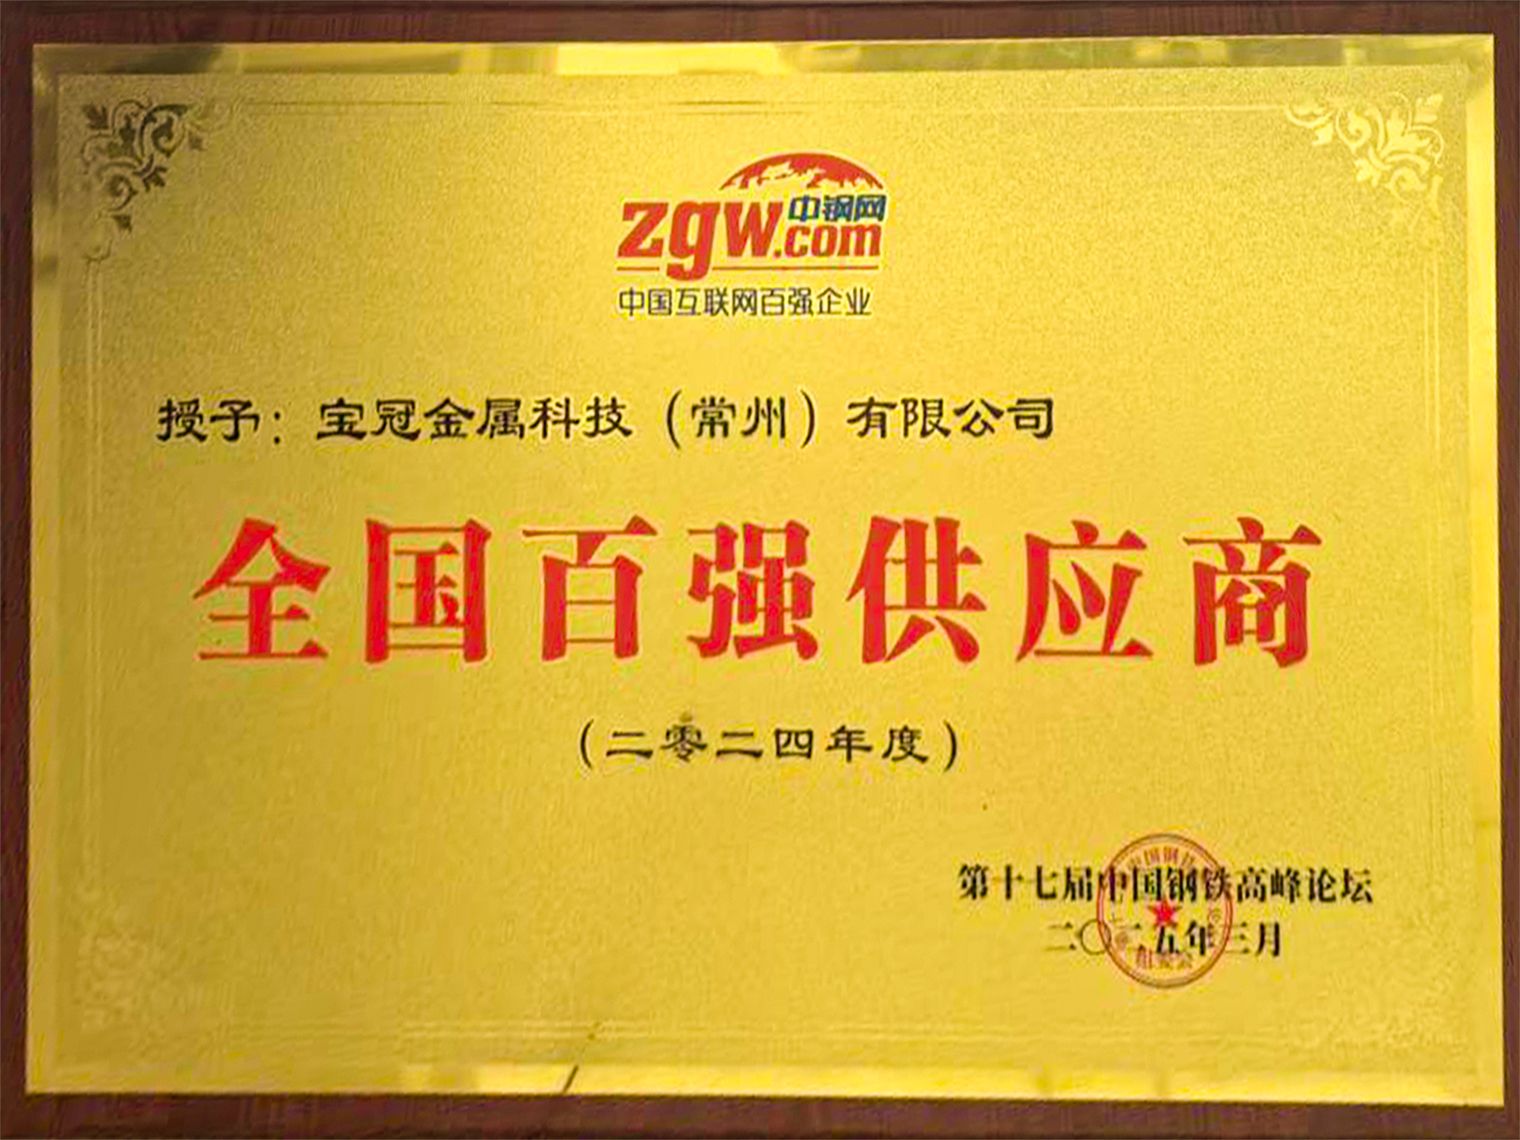 中钢网
zgw.com
中国互联网百强企业
授予：宝冠金属科技（常州）有限公司
全国百强供应商
（二零二四年度）
第十七届中国钢铁高峰论坛
二〇二五年三月
组委会